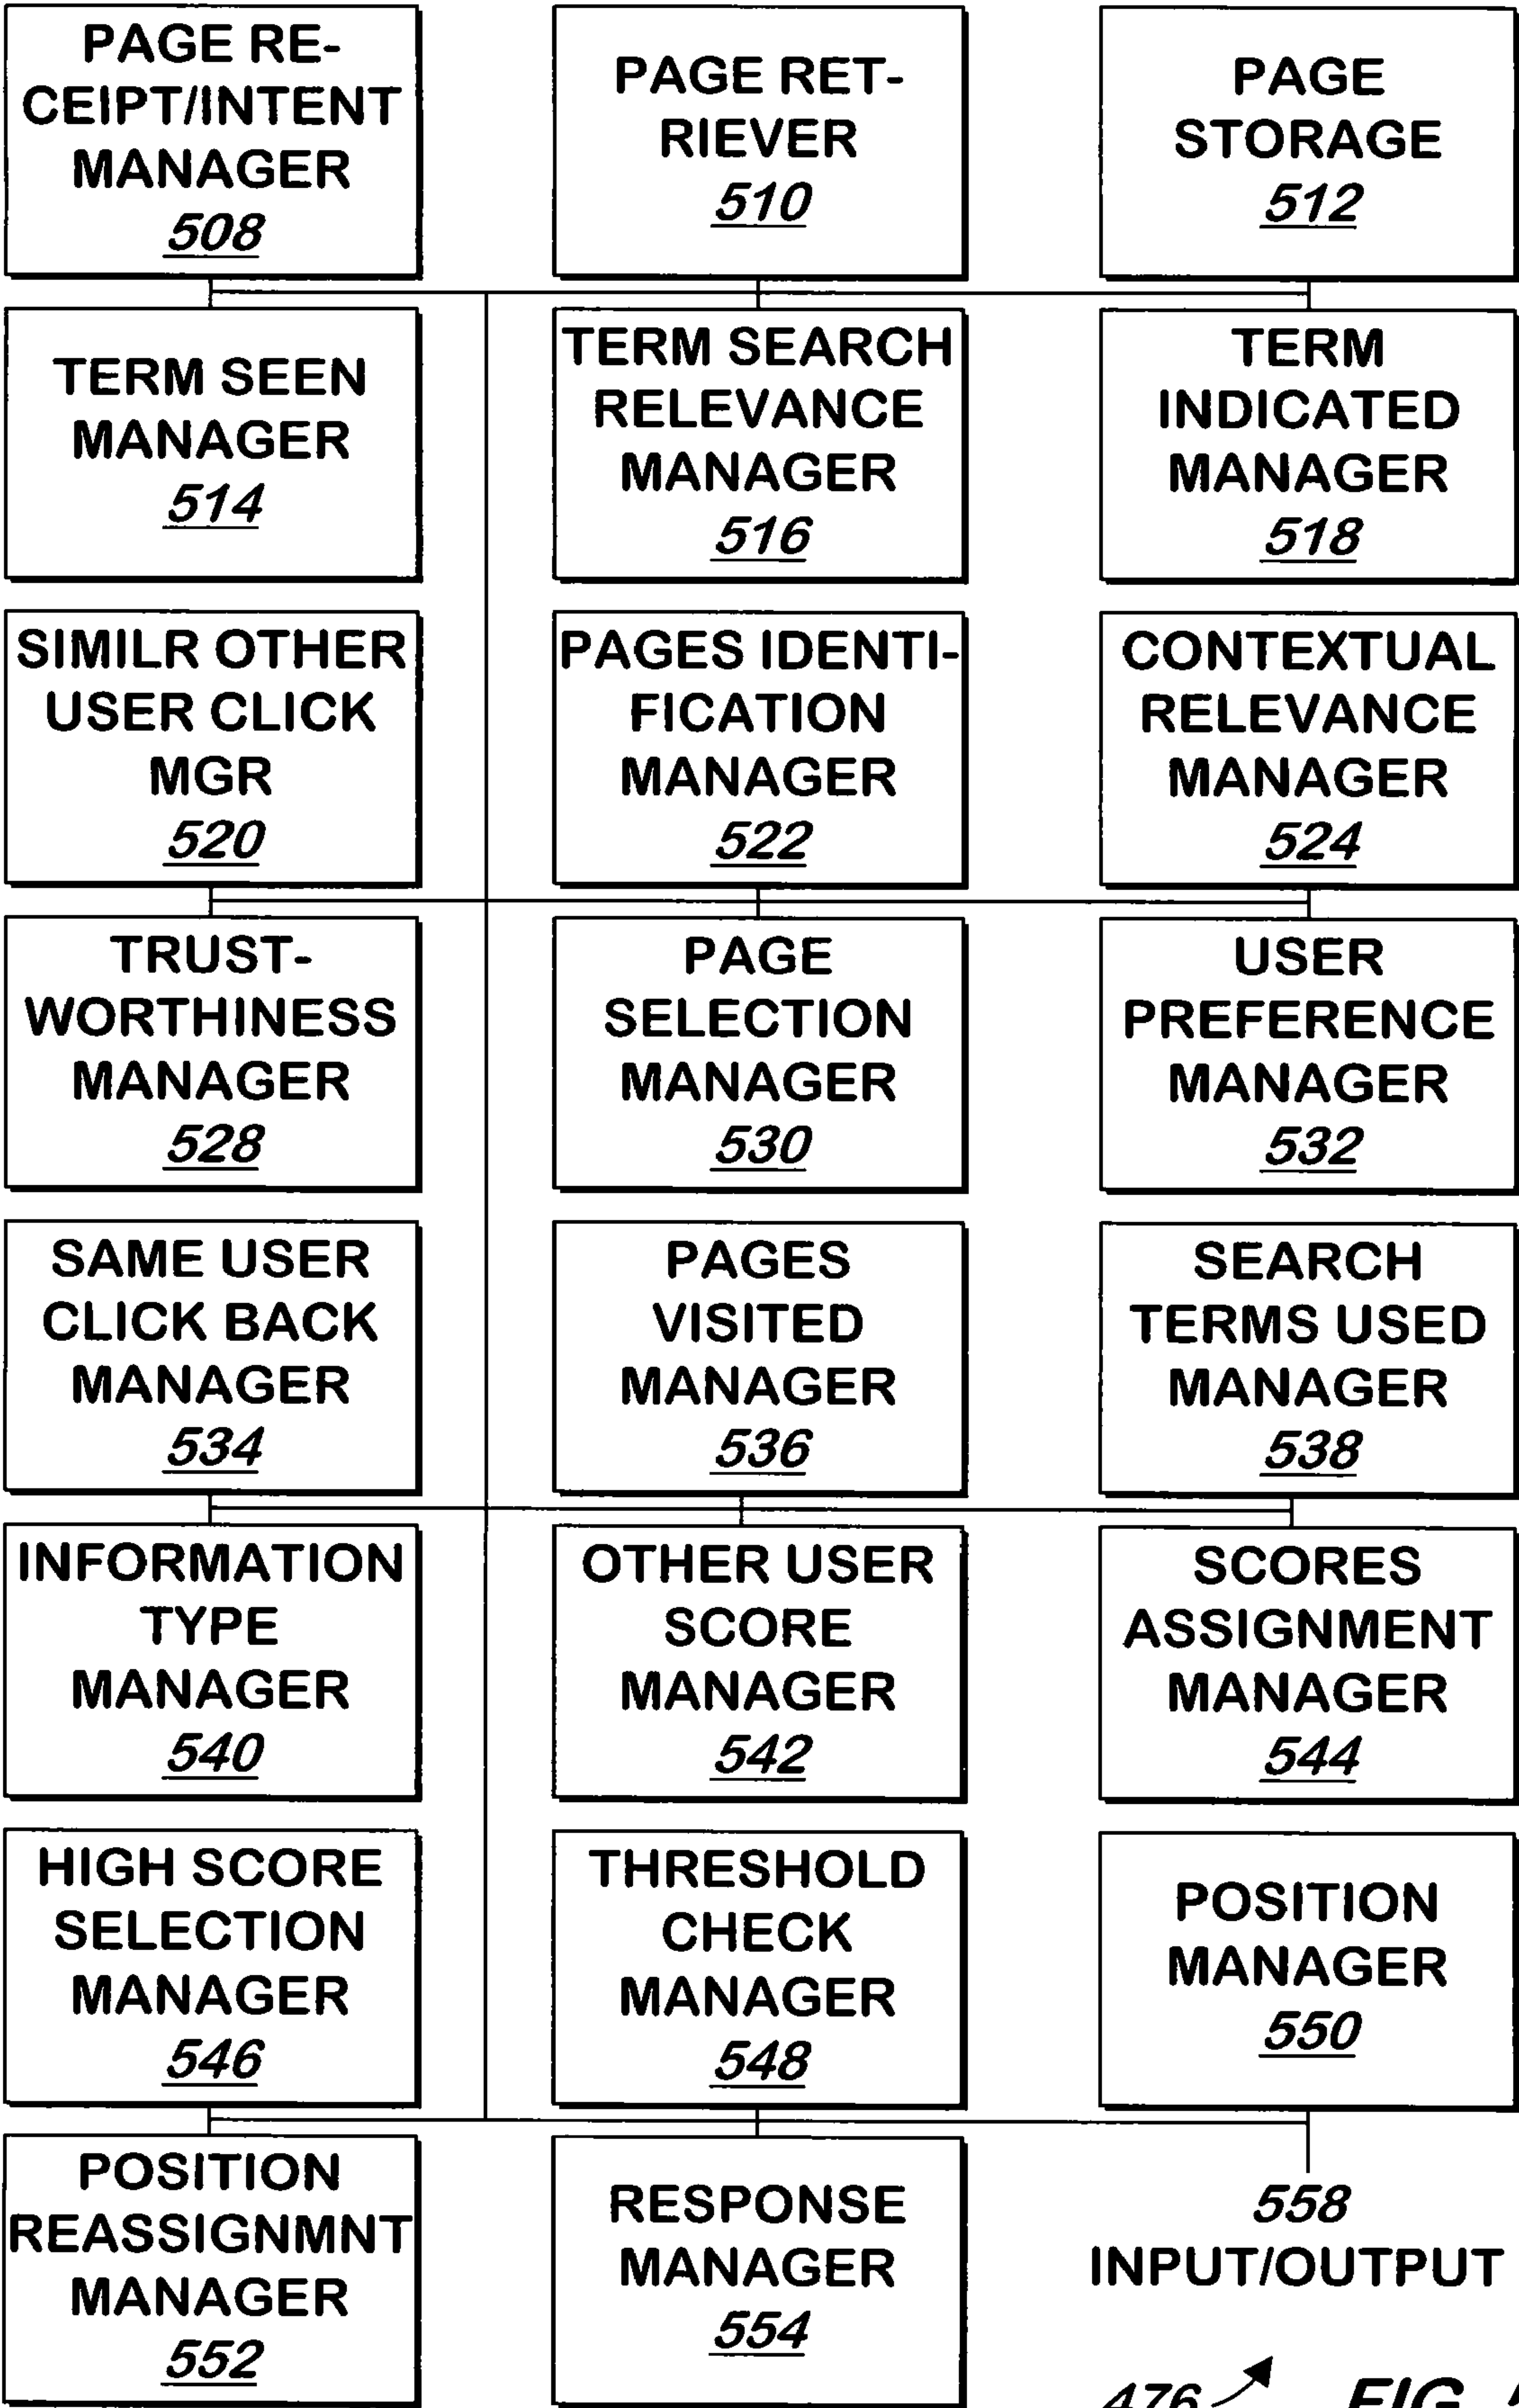 PAGE RE-
CEIPT/INTENT
MANAGER
508
PAGE RET-
RIEVER
510
PAGE
STORAGE
512
TERM SEEN
MANAGER
514
TERM SEARCH
RELEVANCE
MANAGER
516
TERM
INDICATED
MANAGER
518
SIMILR OTHER
USER CLICK
MGR
520
PAGES IDENTI-
FICATION
MANAGER
522
CONTEXTUAL
RELEVANCE
MANAGER
524
TRUST-
WORTHINESS
MANAGER
528
PAGE
SELECTION
MANAGER
530
USER
PREFERENCE
MANAGER
532
SAME USER
CLICK BACK
MANAGER
534
PAGES
VISITED
MANAGER
536
SEARCH
TERMS USED
MANAGER
538
INFORMATION
TYPE
MANAGER
540
OTHER USER
SCORE
MANAGER
542
SCORES
ASSIGNMENT
MANAGER
544
HIGH SCORE
SELECTION
MANAGER
546
THRESHOLD
CHECK
MANAGER
548
POSITION
MANAGER
550
POSITION
REASSIGNMNT
MANAGER
552
RESPONSE
MANAGER
554
558
INPUT/OUTPUT
476
FIG.